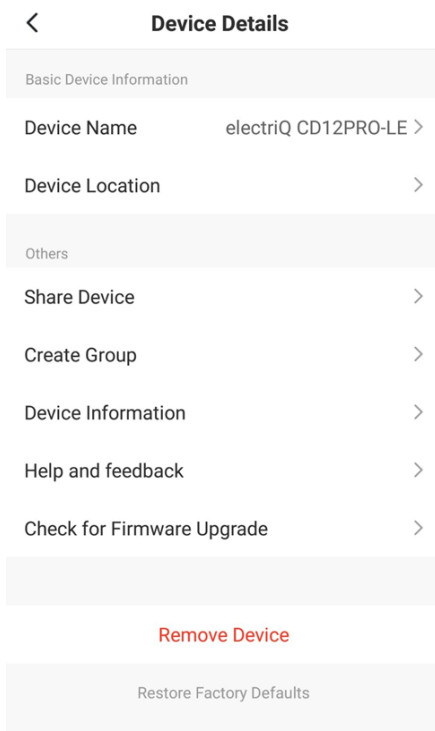 Device Details
Basic Device Information
Device Name electriQ CD12PRO-LE
Device Location
Others
Share Device
Create Group
Device Information
Help and feedback
Check for Firmware Upgrade
Remove Device
Restore Factory Defaults